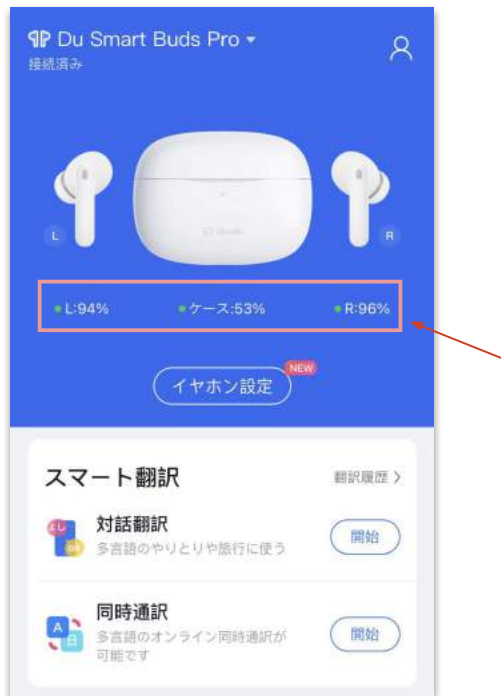 Du Smart Buds Pro
接続済み
L
R
L:94%
ケース:53%
R:96%
NEW
イヤホン設定
スマート翻訳
翻訳履歴
対話翻訳
多言語のやりとりや旅行に使う
開始
A
日
同時通訳
多言語のオンライン同時通訳が
可能です
開始